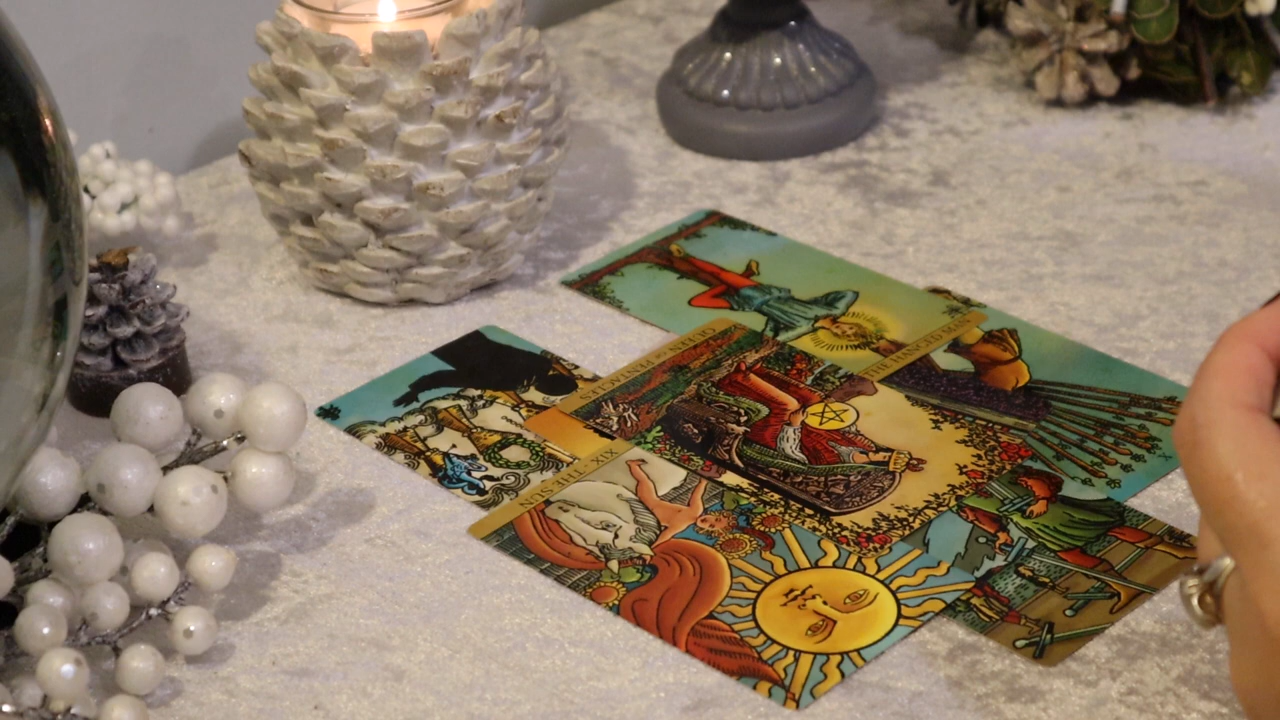 THE HANGED MAN
QUEEN OF PENTACLES
XIX • THE SUN
X